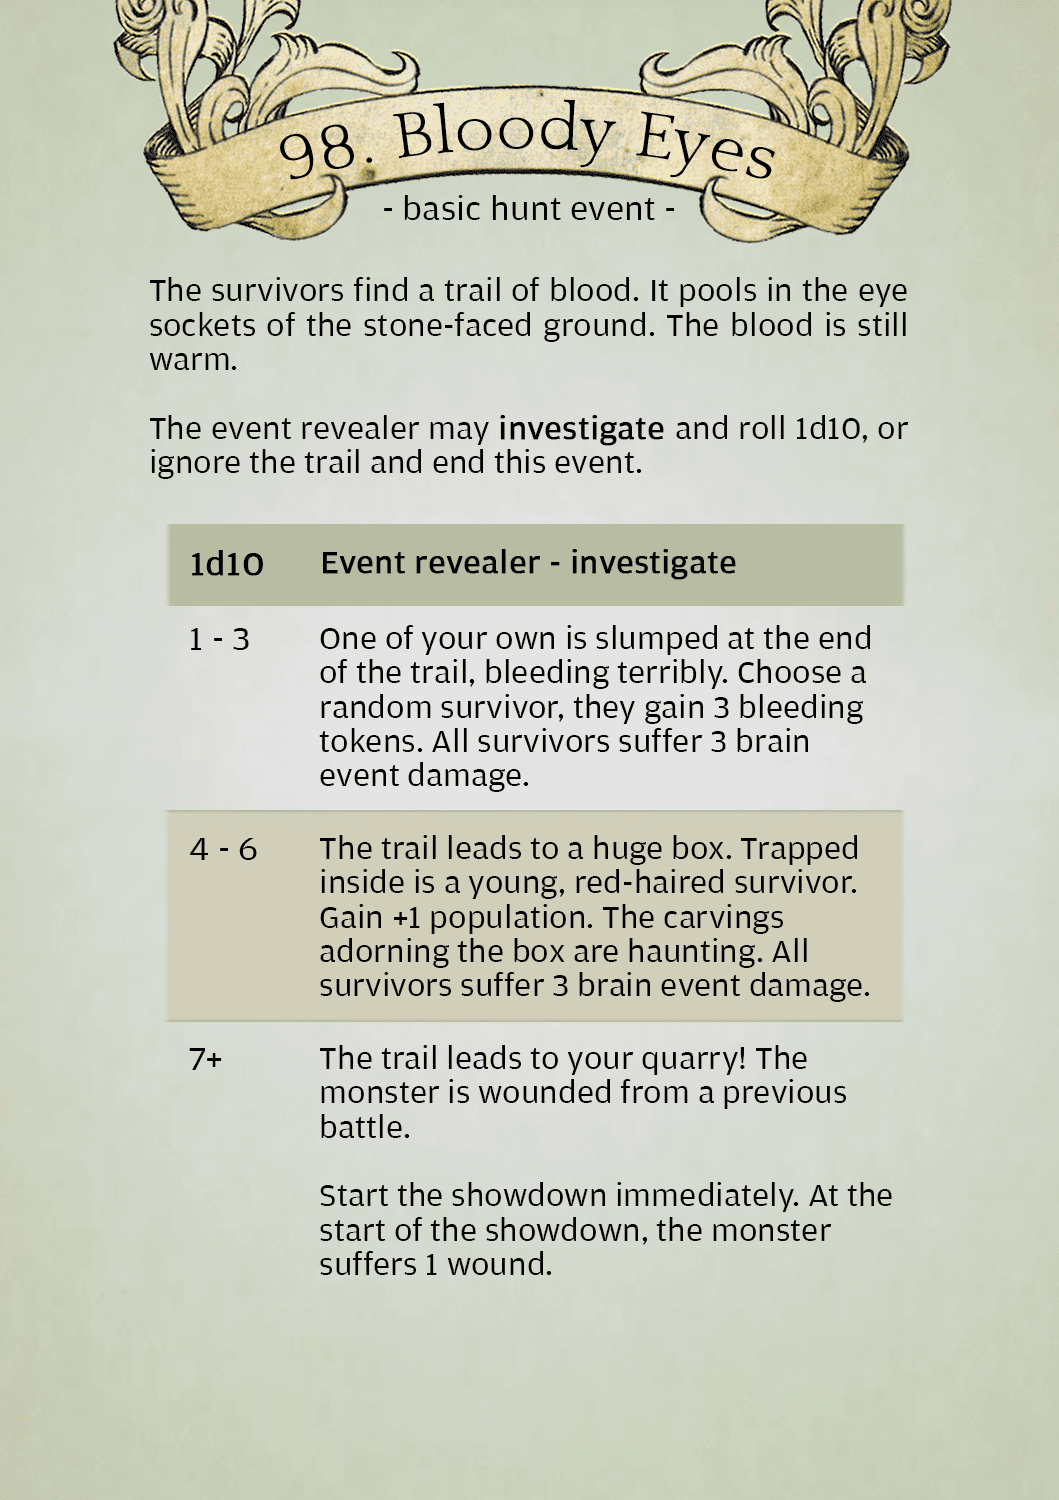 98. Bloody Eyes
- basic hunt event -
The survivors find a trail of blood. It pools in the eye
sockets of the stone-faced ground. The blood is still
warm.
The event revealer may investigate and roll 1d10, or
ignore the trail and end this event.
1d10 Event revealer - investigate
1 - 3 One of your own is slumped at the end
of the trail, bleeding terribly. Choose a
random survivor, they gain 3 bleeding
tokens. All survivors suffer 3 brain
event damage.
4 - 6 The trail leads to a huge box. Trapped
inside is a young, red-haired survivor.
Gain +1 population. The carvings
adorning the box are haunting. All
survivors suffer 3 brain event damage.
7+ The trail leads to your quarry! The
monster is wounded from a previous
battle.
Start the showdown immediately. At the
start of the showdown, the monster
suffers 1 wound.